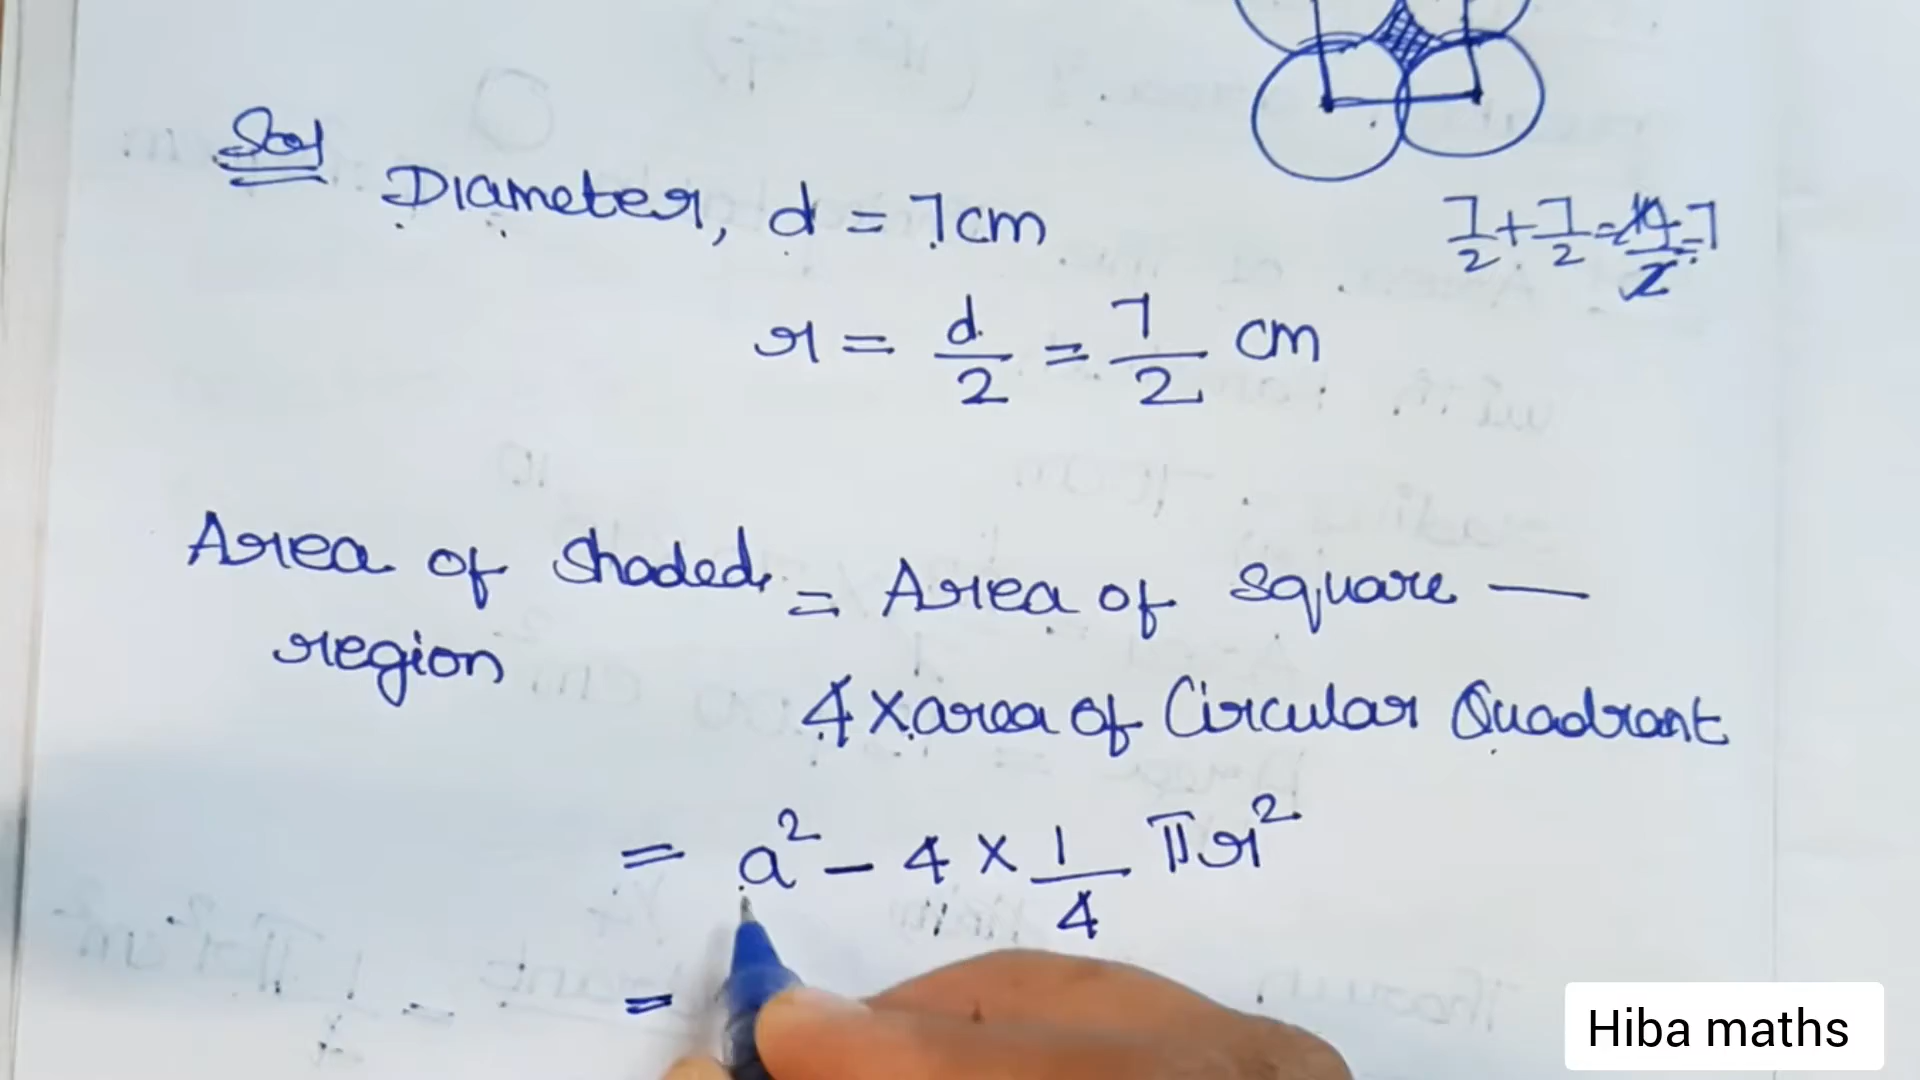 Sol
Diameter, d = 7cm
7/2 + 7/2 = 14/2 = 7
r = d/2 = 7/2 cm
Area of shaded region = Area of square —
4 × area of Circular Quadrant
= a² – 4 × 1/4 πr²
=
Hiba maths